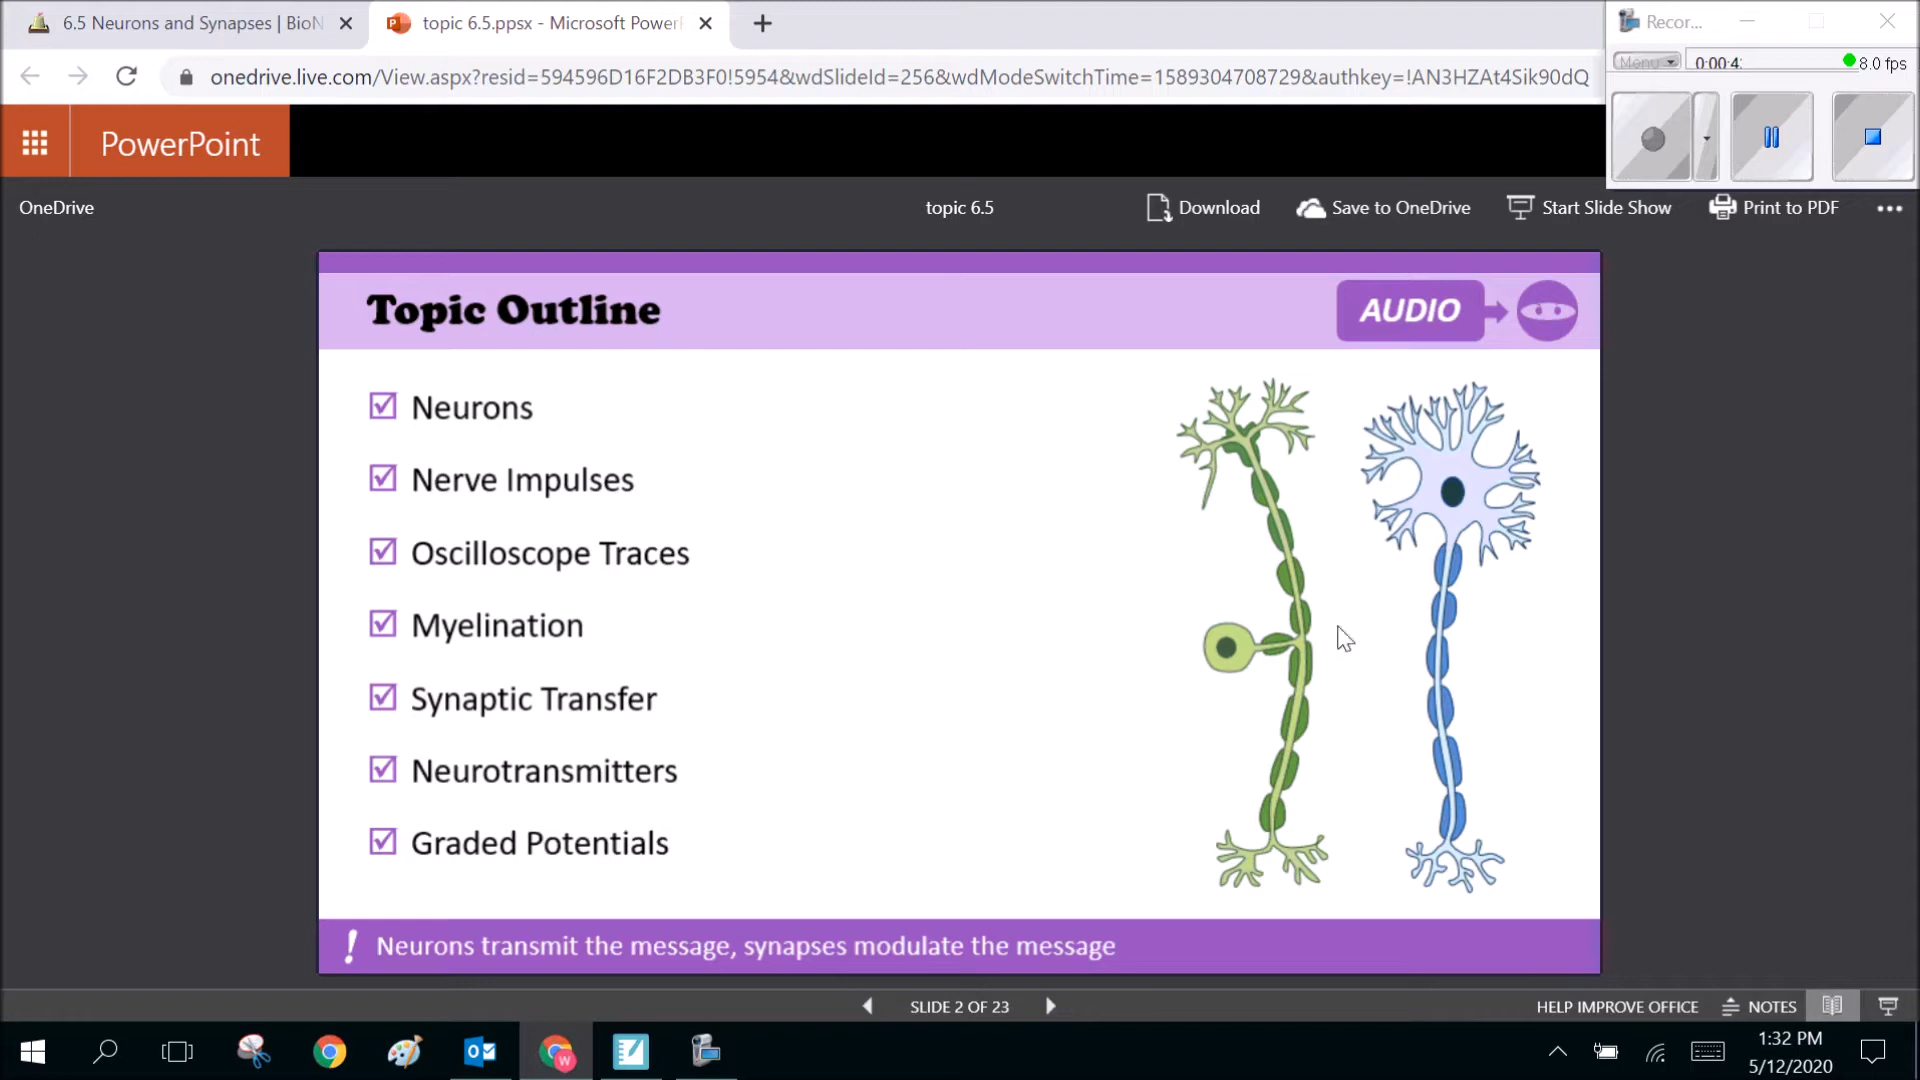 6.5 Neurons and Synapses | BioN
topic 6.5.ppsx - Microsoft PowerP
Recor...
onedrive.live.com/View.aspx?resid=594596D16F2DB3F0!5954&wdSlideId=256&wdModeSwitchTime=1589304708729&authkey=!AN3HZAt4Sik90dQ
Menu
8.0 fps
PowerPoint
OneDrive
topic 6.5
Download
Save to OneDrive
Start Slide Show
Print to PDF
Topic Outline
AUDIO
Neurons
Nerve Impulses
Oscilloscope Traces
Myelination
Synaptic Transfer
Neurotransmitters
Graded Potentials
! Neurons transmit the message, synapses modulate the message
SLIDE 2 OF 23
HELP IMPROVE OFFICE
NOTES
W
1:32 PM
5/12/2020